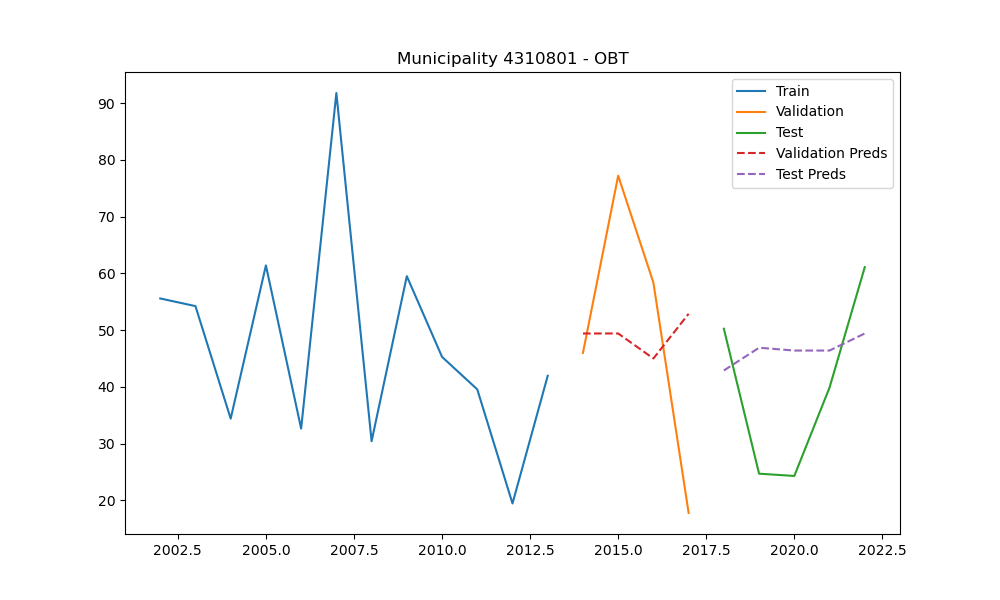 Municipality 4310801 - OBT
90
80
70
60
50
40
30
20
2002.5 2005.0 2007.5 2010.0 2012.5 2015.0 2017.5 2020.0 2022.5
Train
Validation
Test
Validation Preds
Test Preds